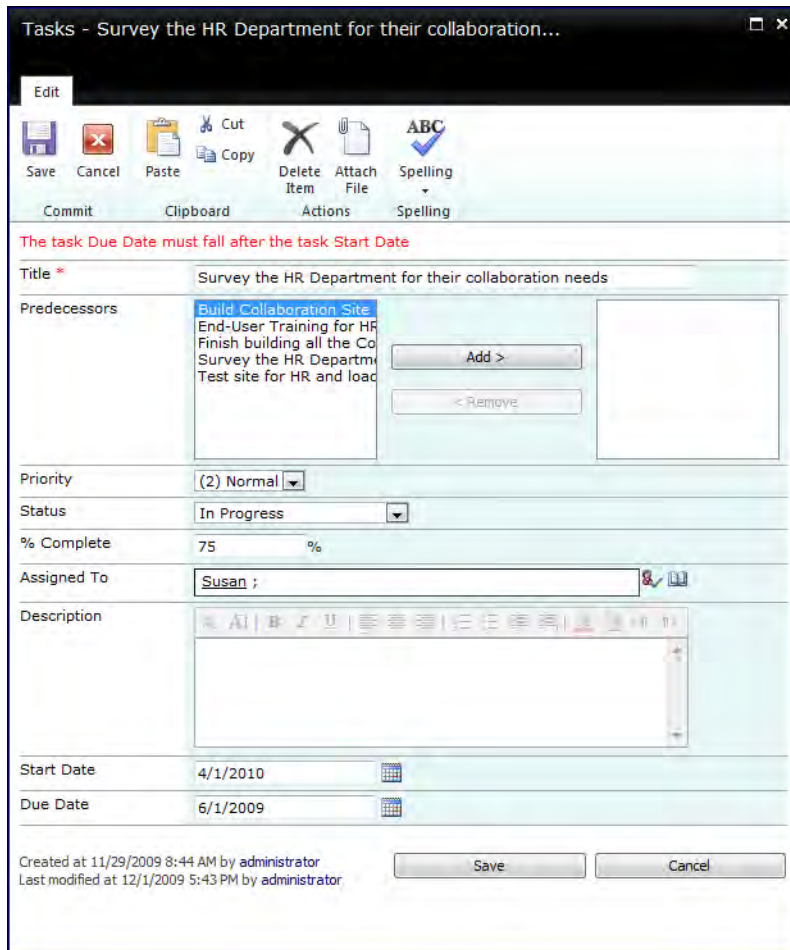 Tasks - Survey the HR Department for their collaboration...
Edit
Save
Cancel
Paste
Cut
Copy
Delete Item
Attach File
ABC
Spelling
Commit
Clipboard
Actions
Spelling
The task Due Date must fall after the task Start Date
Title *
Survey the HR Department for their collaboration needs
Predecessors
Build Collaboration Site
End-User Training for HR
Finish building all the Co
Survey the HR Departme
Test site for HR and load
Add >
< Remove
Priority
(2) Normal
Status
In Progress
% Complete
75 %
Assigned To
Susan ;
Description
A B I U
Start Date
4/1/2010
Due Date
6/1/2009
Created at 11/29/2009 8:44 AM by administrator
Last modified at 12/1/2009 5:43 PM by administrator
Save
Cancel